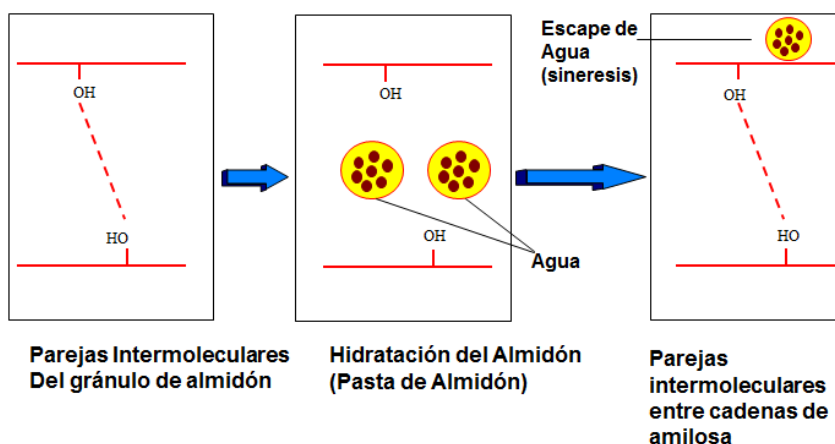 OH
HO
Parejas Intermoleculares
Del gránulo de almidón
OH
OH
Agua
Hidratación del Almidón
(Pasta de Almidón)
Escape de
Agua
(sineresis)
OH
HO
Parejas
intermoleculares
entre cadenas de
amilosa